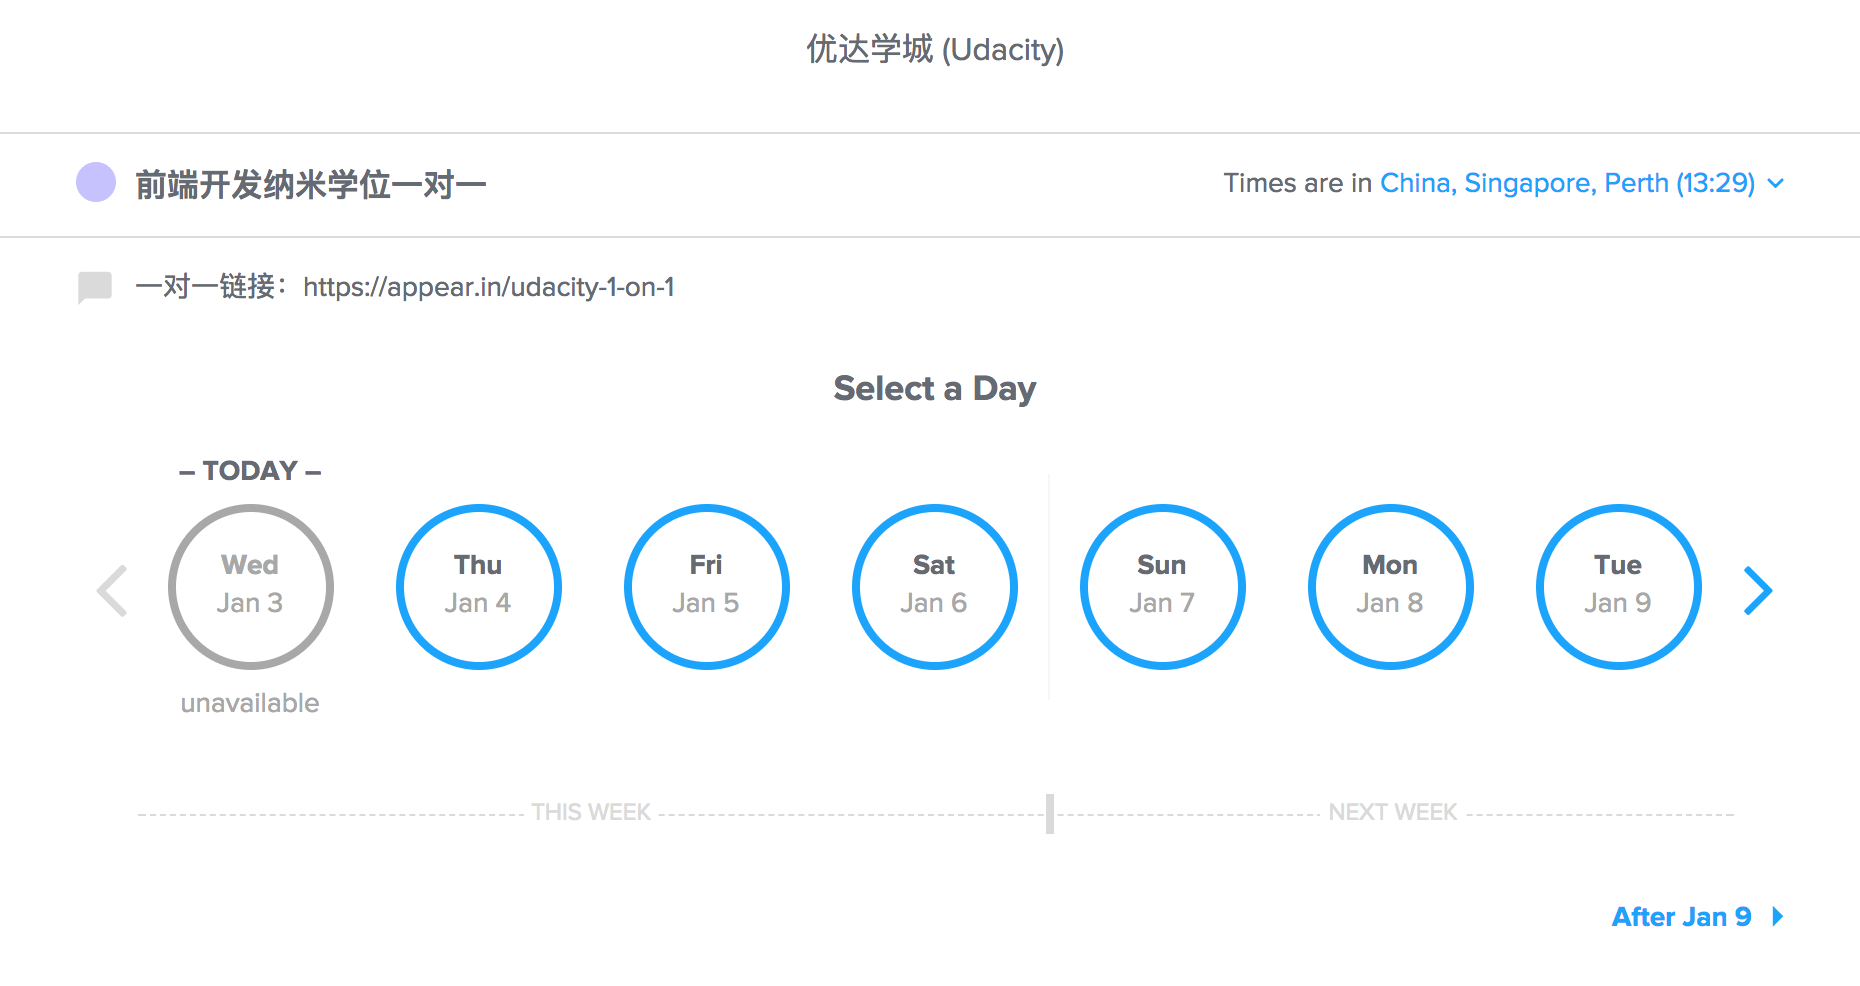 优达学城 (Udacity)
前端开发纳米学位一对一
Times are in China, Singapore, Perth (13:29)
一对一链接：https://appear.in/udacity-1-on-1
Select a Day
– TODAY –
Wed
Jan 3
unavailable
Thu
Jan 4
Fri
Jan 5
Sat
Jan 6
Sun
Jan 7
Mon
Jan 8
Tue
Jan 9
THIS WEEK
NEXT WEEK
After Jan 9